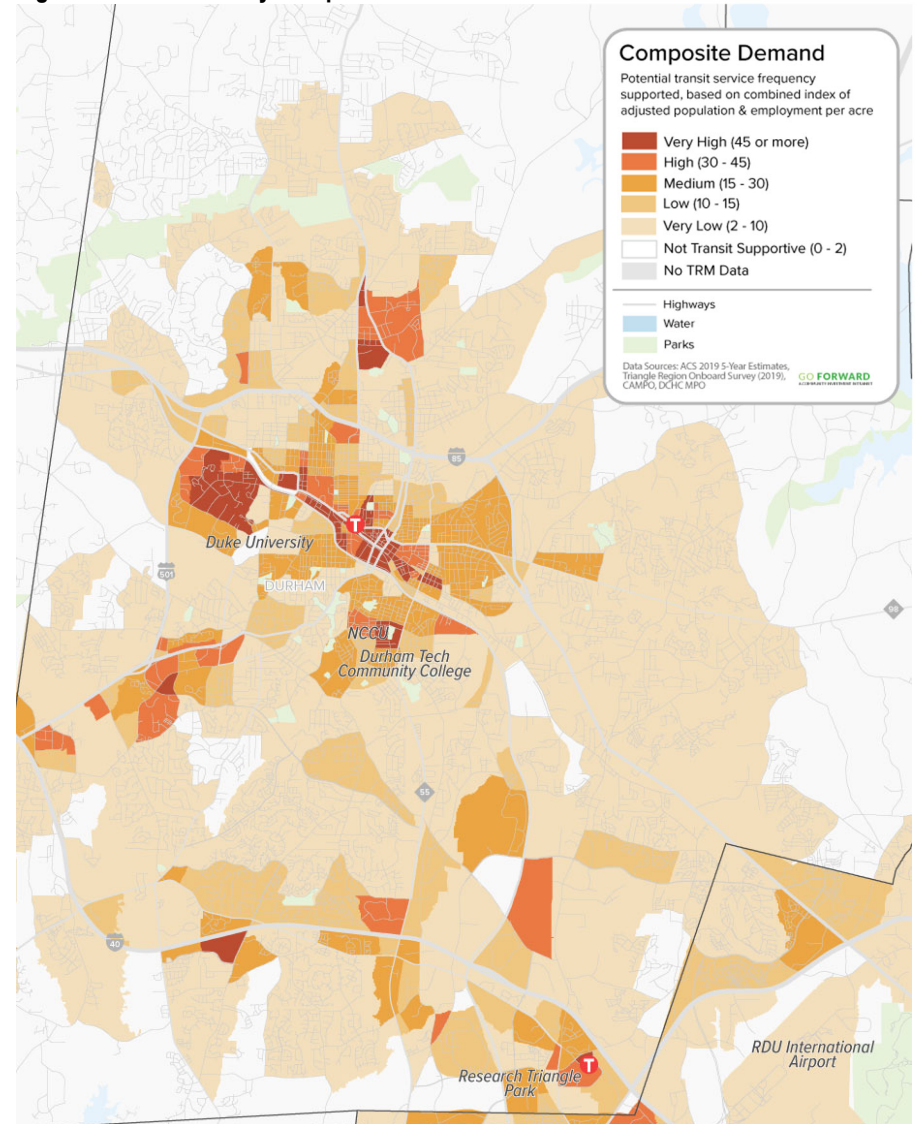 Composite Demand
Potential transit service frequency
supported, based on combined index of
adjusted population & employment per acre
Very High (45 or more)
High (30 - 45)
Medium (15 - 30)
Low (10 - 15)
Very Low (2 - 10)
Not Transit Supportive (0 - 2)
No TRM Data
Highways
Water
Parks
Data Sources: ACS 2019 5-Year Estimates,
Triangle Region Onboard Survey (2019),
CAMPO, DCHC MPO
GO FORWARD
A COMMUNITY INVESTMENT IN TRANSIT
85
T
Duke University
501
DURHAM
98
NCCU
Durham Tech
Community College
55
40
RDU International
Airport
T
Research Triangle
Park